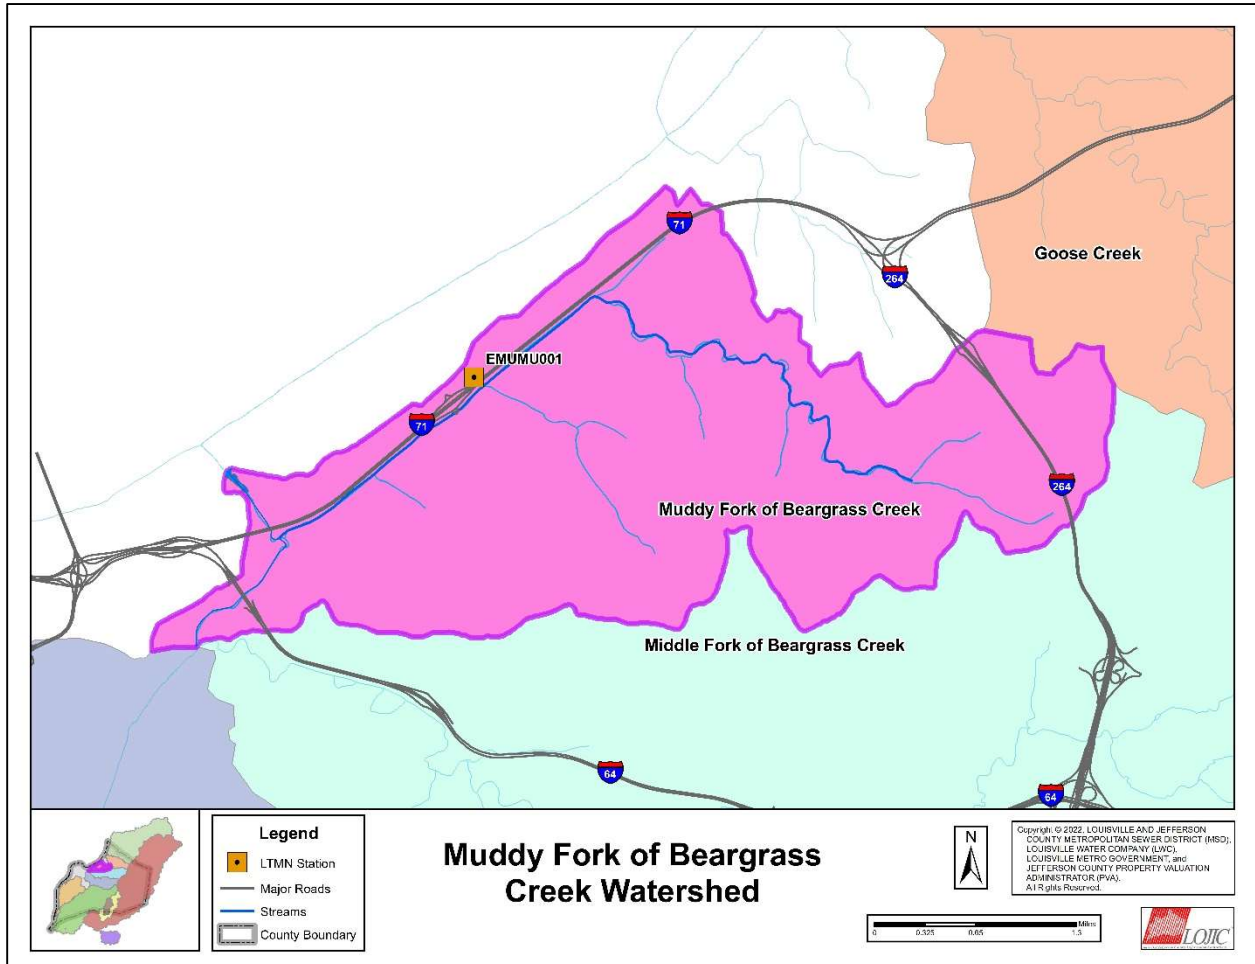 71
Goose Creek
264
EMUMU001
71
264
Muddy Fork of Beargrass Creek
Middle Fork of Beargrass Creek
64
64
Legend
LTMN Station
Major Roads
Streams
County Boundary
Muddy Fork of Beargrass
Creek Watershed
N
Copyright © 2022, LOUISVILLE AND JEFFERSON
COUNTY METROPOLITAN SEWER DISTRICT (MSD),
LOUISVILLE WATER COMPANY (LWC),
LOUISVILLE METRO GOVERNMENT, and
JEFFERSON COUNTY PROPERTY VALUATION
ADMINISTRATOR (PVA).
All Rights Reserved.
Miles
0 0.325 0.65 1.3
LOJIC